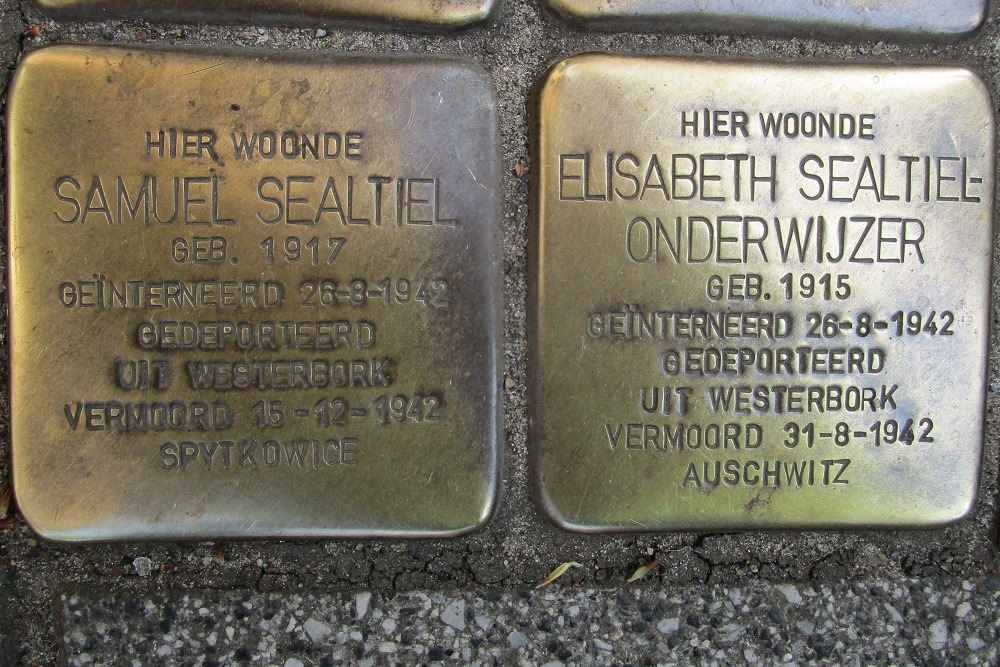 HIER WOONDE
SAMUEL SEALTIEL
GEB. 1917
GEÏNTERNEERD 26-8-1942
GEDEPORTEERD
UIT WESTERBORK
VERMOORD 15-12-1942
SPYTKOWICE
HIER WOONDE
ELISABETH SEALTIEL-
ONDERWIJZER
GEB. 1915
GEÏNTERNEERD 26-8-1942
GEDEPORTEERD
UIT WESTERBORK
VERMOORD 31-8-1942
AUSCHWITZ